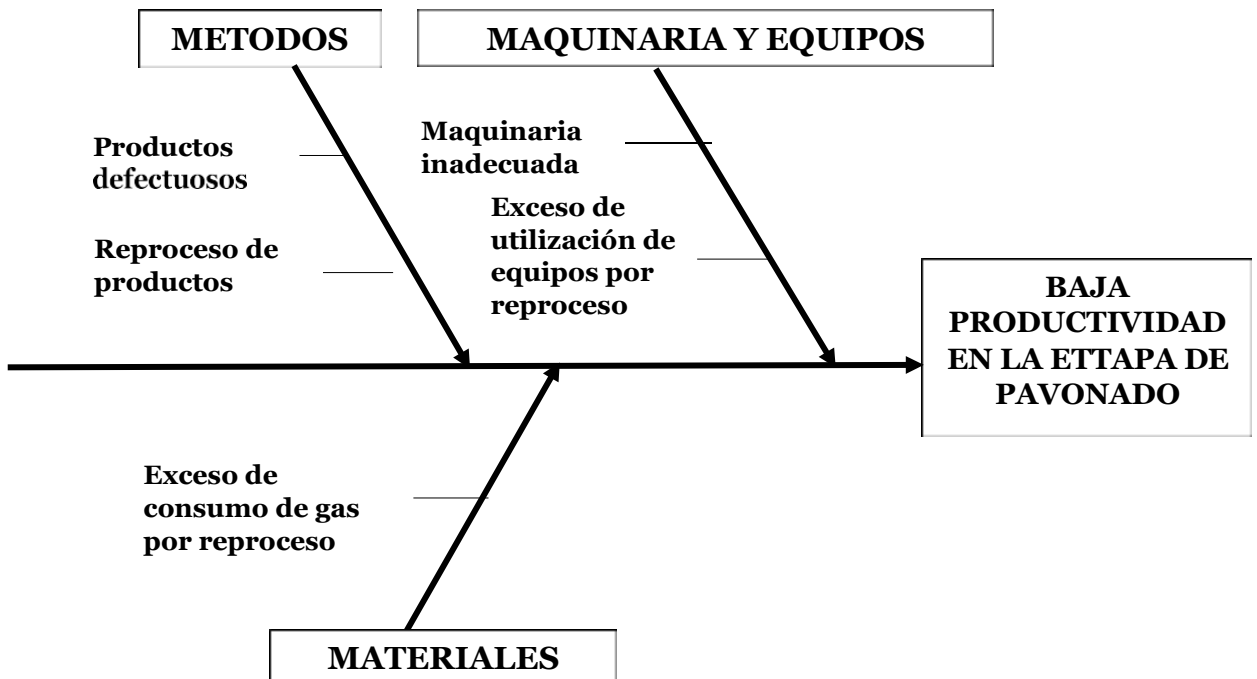 METODOS
MAQUINARIA Y EQUIPOS
Productos
defectuosos
Reproceso de
productos
Maquinaria
inadecuada
Exceso de
utilización de
equipos por
reproceso
BAJA
PRODUCTIVIDAD
EN LA ETTAPA DE
PAVONADO
Exceso de
consumo de gas
por reproceso
MATERIALES